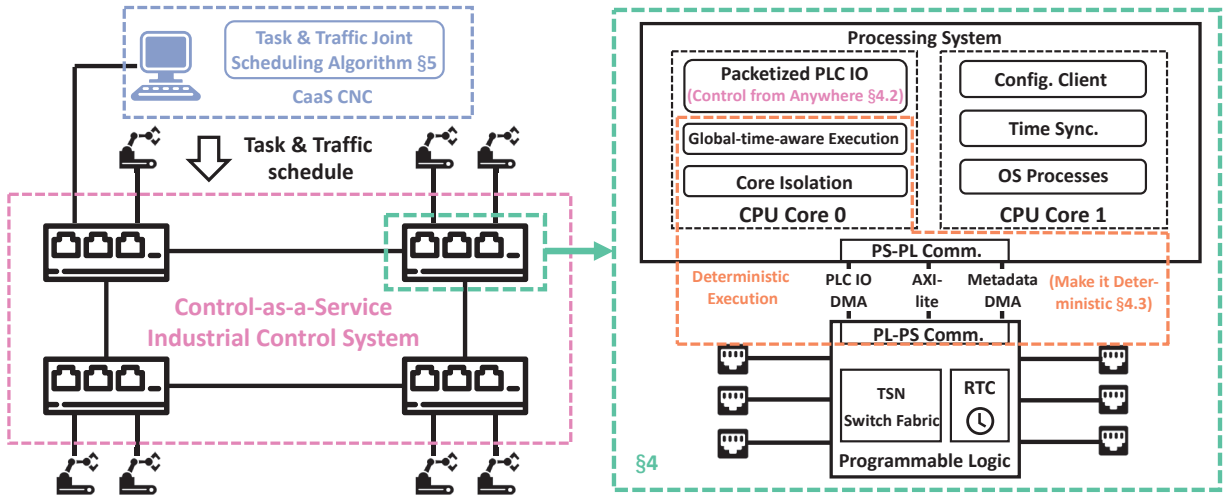 Task & Traffic Joint
Scheduling Algorithm §5
CaaS CNC
Task & Traffic
schedule
Control-as-a-Service
Industrial Control System
Processing System
Packetized PLC IO
(Control from Anywhere §4.2)
Global-time-aware Execution
Core Isolation
CPU Core 0
Config. Client
Time Sync.
OS Processes
CPU Core 1
PS-PL Comm.
Deterministic
Execution
PLC IO
DMA
AXI-
lite
Metadata
DMA
(Make it Deter-
ministic §4.3)
PL-PS Comm.
TSN
Switch Fabric
RTC
Programmable Logic
§4